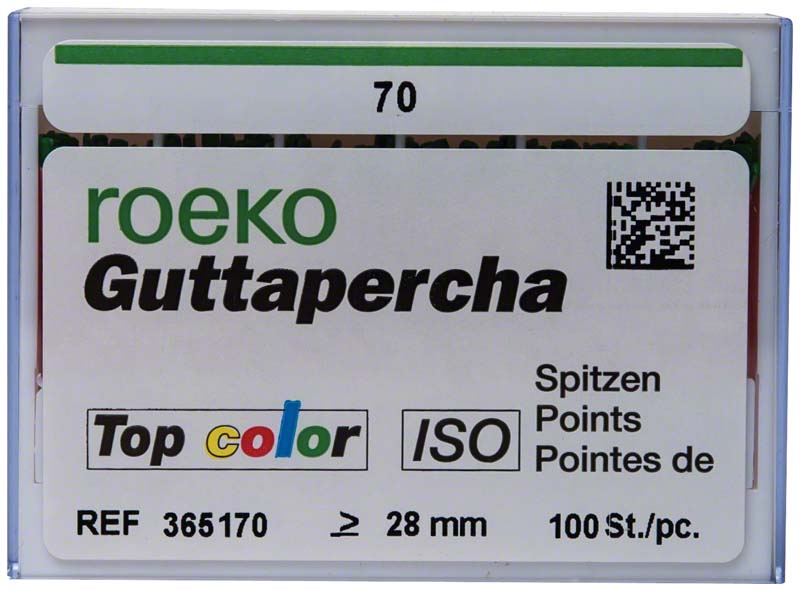 70
roeko
Guttapercha
Spitzen
Top color ISO Points
Pointes de
REF 365170 ≥ 28 mm 100 St./pc.